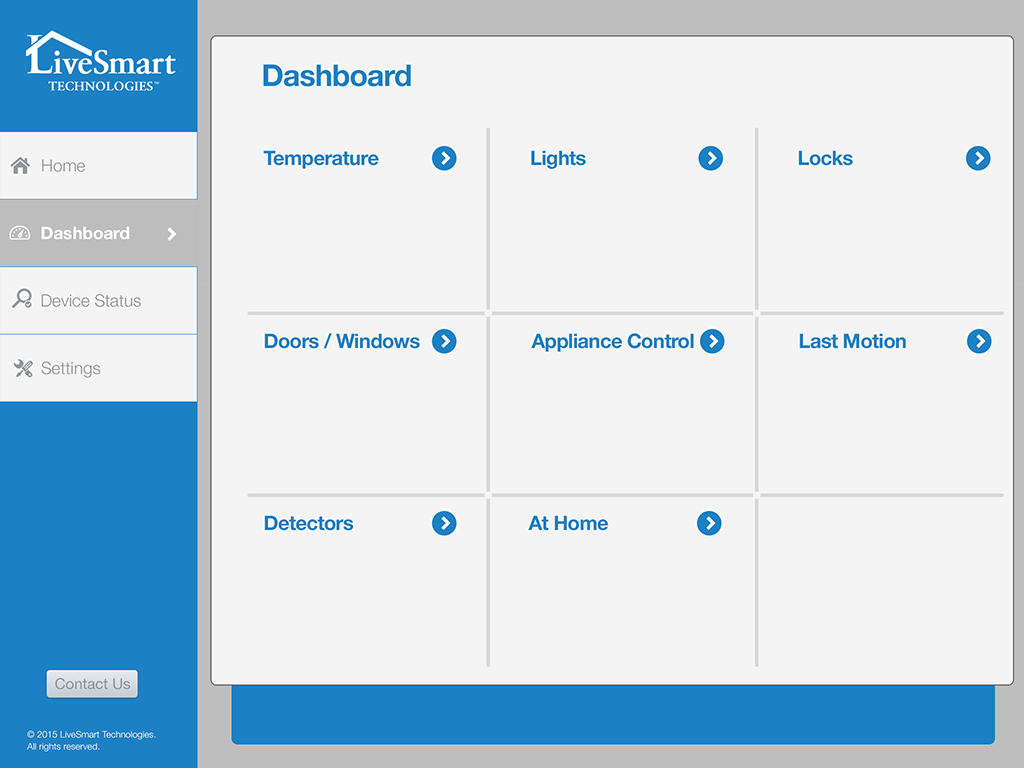 LiveSmart
TECHNOLOGIES™
Home
Dashboard
Device Status
Settings
Contact Us
© 2015 LiveSmart Technologies.
All rights reserved.
Dashboard
Temperature
Lights
Locks
Doors / Windows
Appliance Control
Last Motion
Detectors
At Home